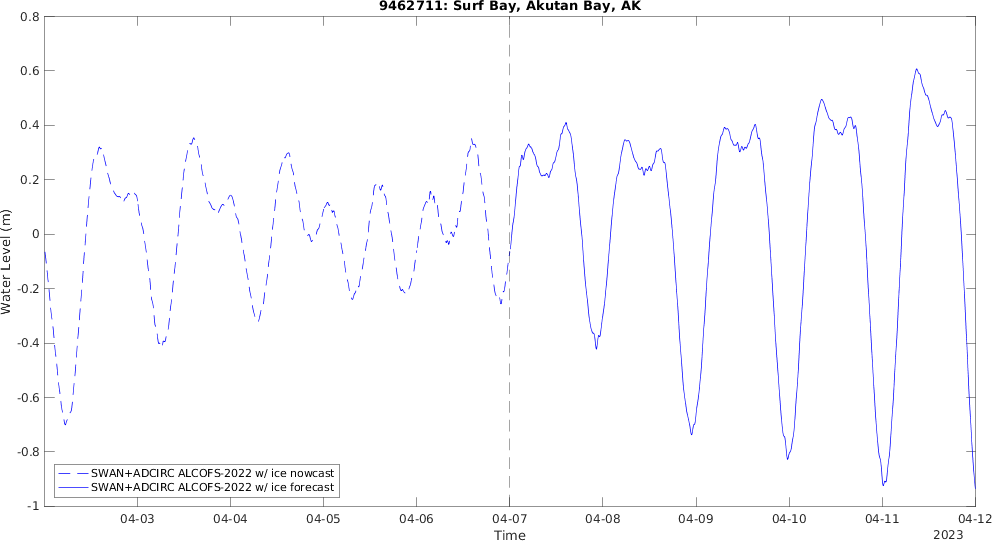 9462711: Surf Bay, Akutan Bay, AK
0.8
0.6
0.4
0.2
0
-0.2
-0.4
-0.6
-0.8
-1
Water Level (m)
SWAN+ADCIRC ALCOFS-2022 w/ ice nowcast
SWAN+ADCIRC ALCOFS-2022 w/ ice forecast
04-03 04-04 04-05 04-06 04-07 04-08 04-09 04-10 04-11 04-12
Time
2023